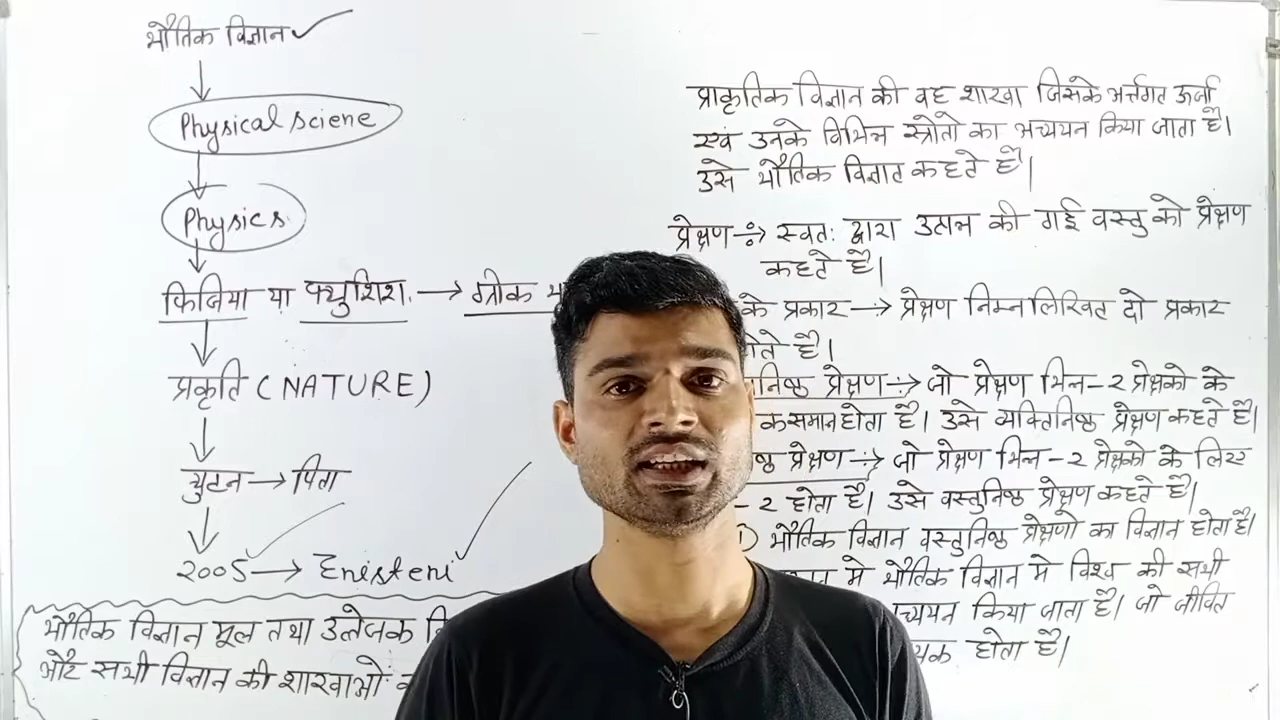 भौतिक विज्ञान
Physical sciene
Physics
फिजिया या फ्युशिश. → ग्रीक
प्रकृति (NATURE)
न्युटन → पिता
2005 → Enisteni
भौतिक विज्ञान मूल तथा उत्तेजक
और सभी विज्ञान की शाखाओं
प्राकृतिक विज्ञान की वह शाखा जिसके अर्न्तगत ऊर्जा
एवं उनके विभिन्न स्त्रोतो का अध्ययन किया जाता है।
उसे भौतिक विज्ञान कहते है।
प्रेक्षण → स्वतः द्वारा उत्पन्न की गई वस्तु को प्रेक्षण
कहते है।
के प्रकार → प्रेक्षण निम्नलिखित दो प्रकार
होते है।
निष्ठ प्रेक्षण → जो प्रेक्षण भिन्न-2 प्रेक्षको के
समान होता है। उसे व्यक्तिनिष्ठ प्रेक्षण कहते है।
प्रेक्षण → जो प्रेक्षण भिन्न-2 प्रेक्षको के लिए
-2 होता है। उसे वस्तुनिष्ठ प्रेक्षण कहते है।
भौतिक विज्ञान वस्तुनिष्ठ प्रेक्षणो का विज्ञान होता है।
मे भौतिक विज्ञान मे विश्व की सभी
किया जाता है। जो जीवित
होता है।